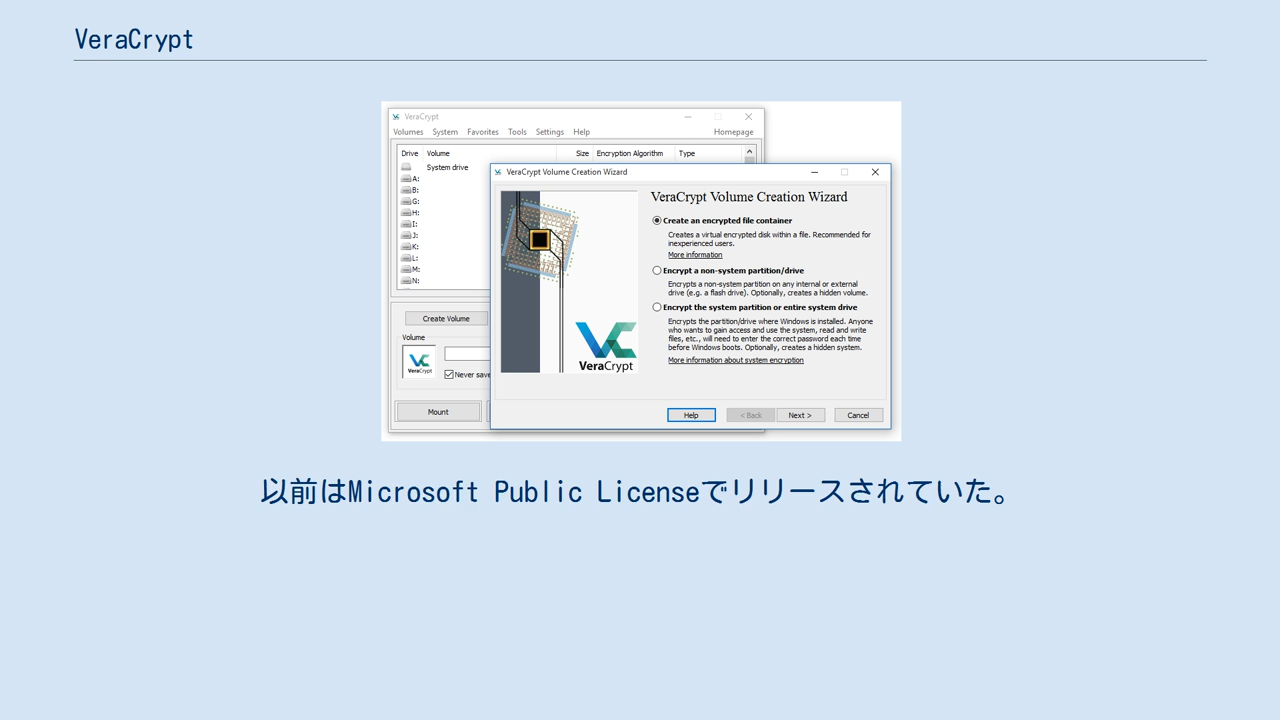 VeraCrypt
VeraCrypt
Volumes System Favorites Tools Settings Help Homepage
Drive Volume Size Encryption Algorithm Type
System drive
A:
B:
G:
H:
I:
J:
K:
L:
M:
N:
Create Volume
Volume
VeraCrypt
Never save
Mount
VeraCrypt Volume Creation Wizard
VeraCrypt Volume Creation Wizard
Create an encrypted file container
Creates a virtual encrypted disk within a file. Recommended for
inexperienced users.
More information
Encrypt a non-system partition/drive
Encrypts a non-system partition on any internal or external
drive (e.g. a flash drive). Optionally, creates a hidden volume.
Encrypt the system partition or entire system drive
Encrypts the partition/drive where Windows is installed. Anyone
who wants to gain access and use the system, read and write
files, etc., will need to enter the correct password each time
before Windows boots. Optionally, creates a hidden system.
More information about system encryption
VeraCrypt
Help < Back Next > Cancel
以前はMicrosoft Public Licenseでリリースされていた。